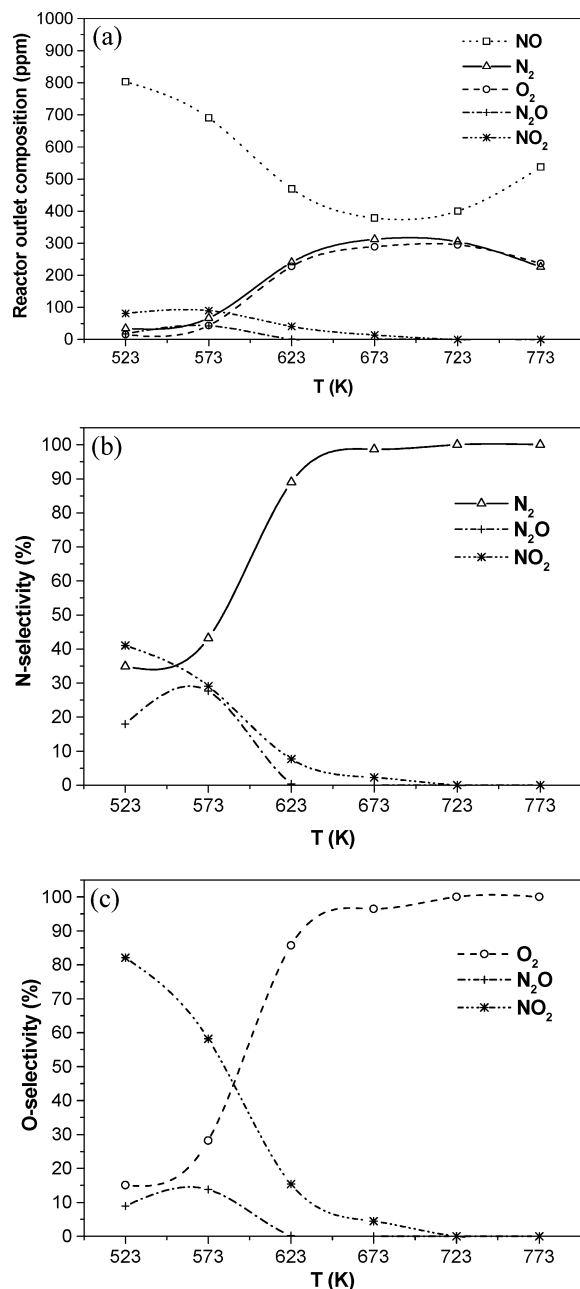 (a)
NO
N₂
O₂
N₂O
NO₂
Reactor outlet composition (ppm)
1000
900
800
700
600
500
400
300
200
100
0
523 573 623 673 723 773
T (K)
(b)
N₂
N₂O
NO₂
N-selectivity (%)
100
90
80
70
60
50
40
30
20
10
0
523 573 623 673 723 773
T (K)
(c)
O₂
N₂O
NO₂
O-selectivity (%)
100
90
80
70
60
50
40
30
20
10
0
523 573 623 673 723 773
T (K)